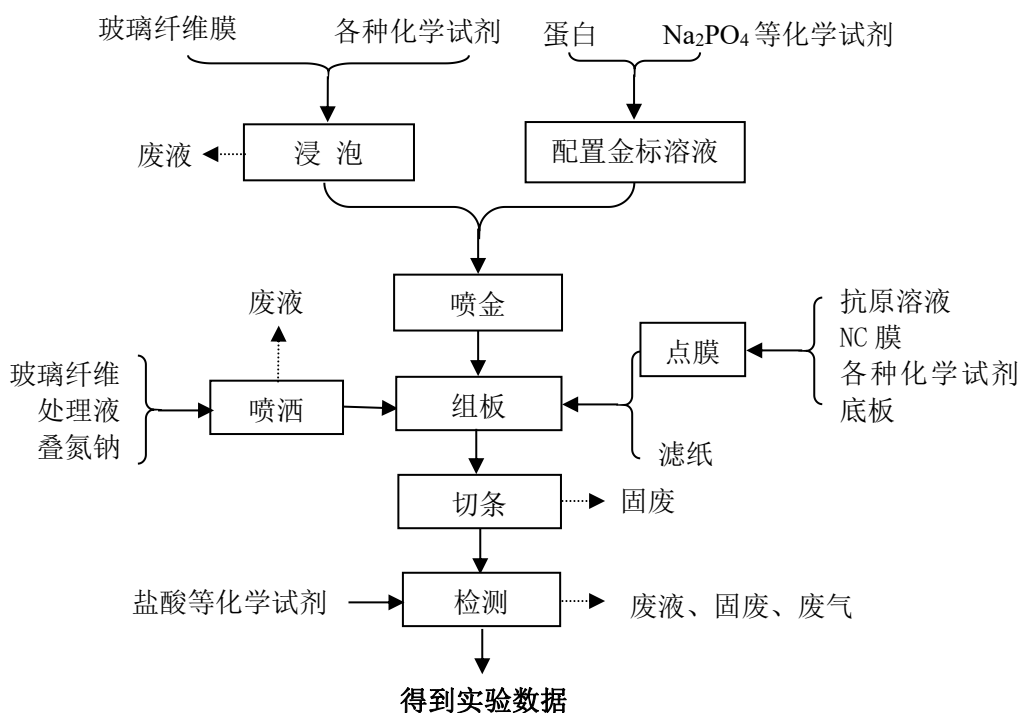 玻璃纤维膜 各种化学试剂 蛋白 Na₂PO₄等化学试剂
废液 浸 泡 配置金标溶液
喷金
废液
抗原溶液
NC 膜
各种化学试剂
底板
点膜
玻璃纤维
处理液
叠氮钠
喷洒 组板
滤纸
切条 固废
盐酸等化学试剂 检测 废液、固废、废气
得到实验数据